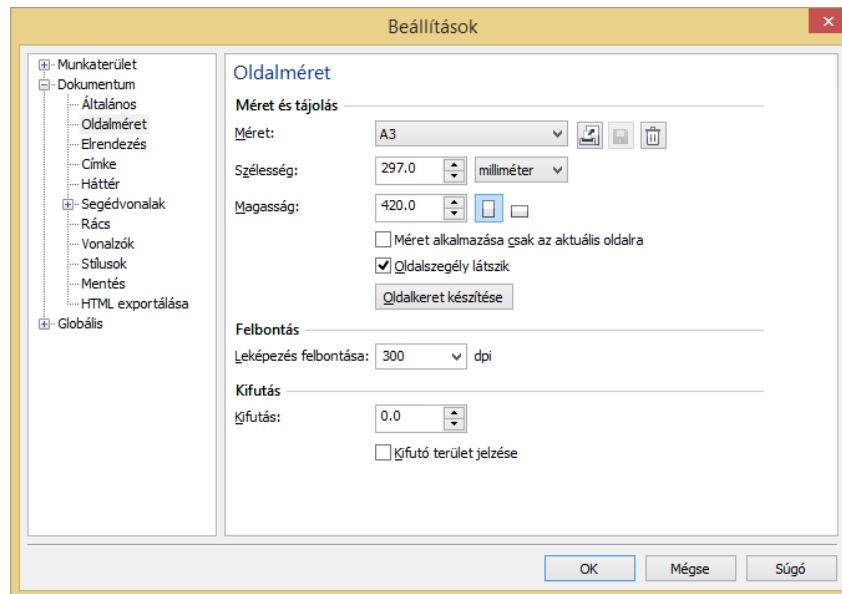 Beállítások
Munkaterület
Dokumentum
Általános
Oldalméret
Elrendezés
Címke
Háttér
Segédvonalak
Rács
Vonalzók
Stílusok
Mentés
HTML exportálása
Globális
Oldalméret
Méret és tájolás
Méret: A3
Szélesség: 297.0 milliméter
Magasság: 420.0
Méret alkalmazása csak az aktuális oldalra
Oldalszegély látszik
Oldalkeret készítése
Felbontás
Leképezés felbontása: 300 dpi
Kifutás
Kifutás: 0.0
Kifutó terület jelzése
OK Mégse Súgó